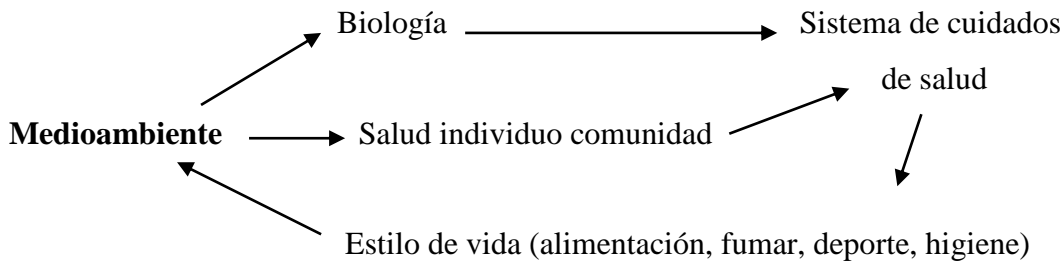 Biología
Sistema de cuidados
de salud
Medioambiente
Salud individuo comunidad
Estilo de vida (alimentación, fumar, deporte, higiene)